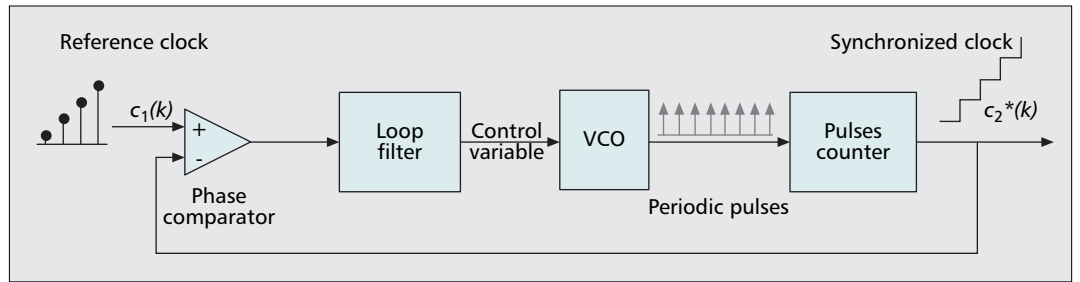 Reference clock
Synchronized clock
c₁(k)
+
-
Phase
comparator
Loop
filter
Control
variable
VCO
Periodic pulses
Pulses
counter
c₂*(k)